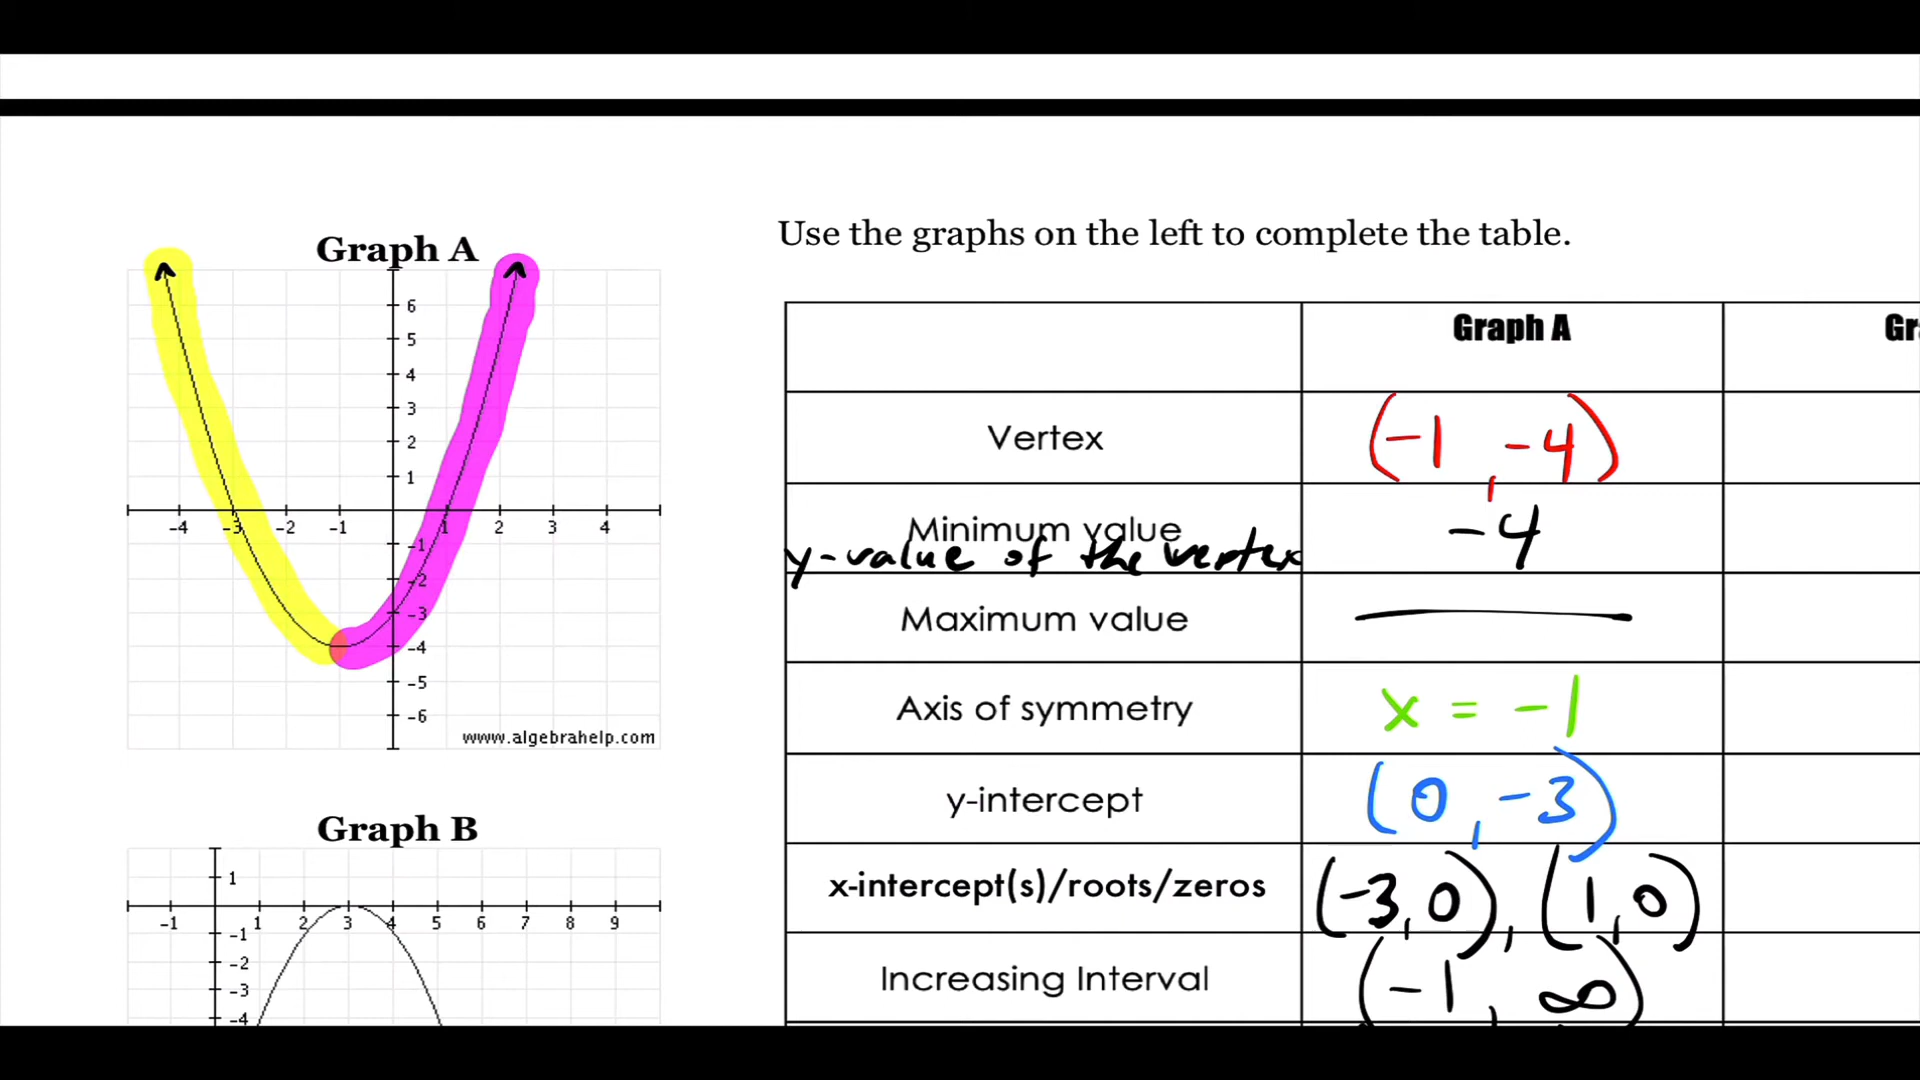 Graph A
6
5
4
3
2
1
-4 -3 -2 -1 1 2 3 4
-1
-2
-3
-4
-5
-6
www.algebrahelp.com
Graph B
1
-1 1 2 3 4 5 6 7 8 9
-1
-2
-3
-4
Use the graphs on the left to complete the table.
Graph A Gr
Vertex (-1, -4)
Minimum value -4
y-value of the vertex
Maximum value —
Axis of symmetry x = -1
y-intercept (0, -3)
x-intercept(s)/roots/zeros (-3,0), (1,0)
Increasing Interval (-1, ∞)